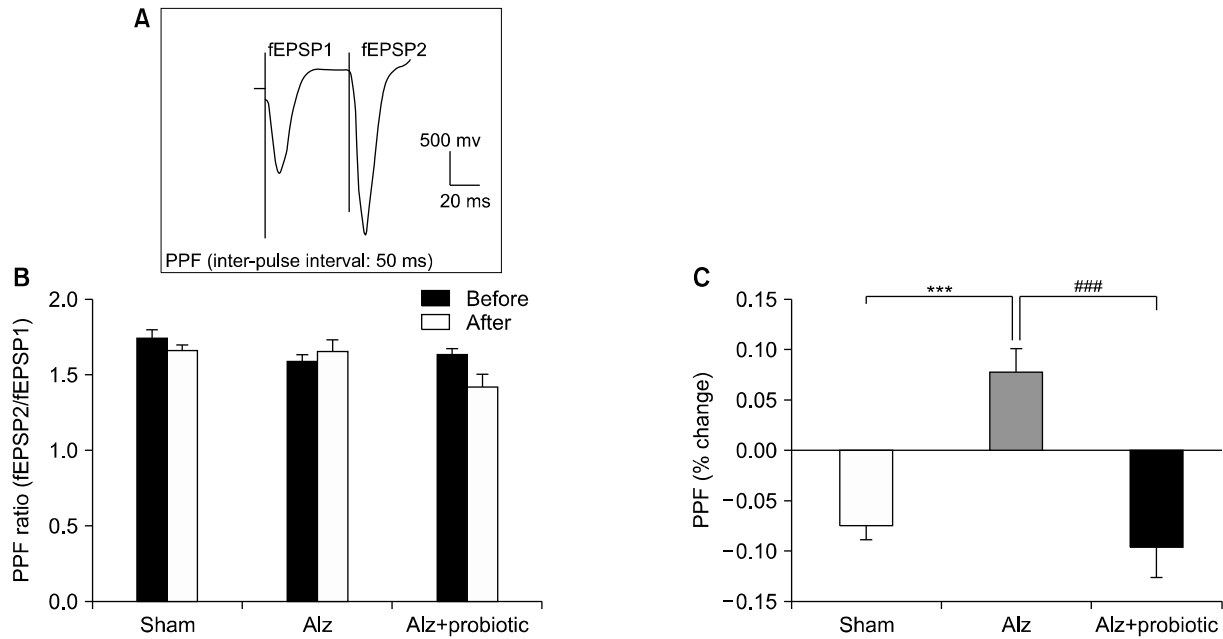 A
fEPSP1
fEPSP2
500 mv
20 ms
PPF (inter-pulse interval: 50 ms)
B
PPF ratio (fEPSP2/fEPSP1)
2.0
1.5
1.0
0.5
0.0
Before
After
Sham
Alz
Alz+probiotic
C
PPF (% change)
0.15
0.10
0.05
0.00
−0.05
−0.10
−0.15
***
###
Sham
Alz
Alz+probiotic